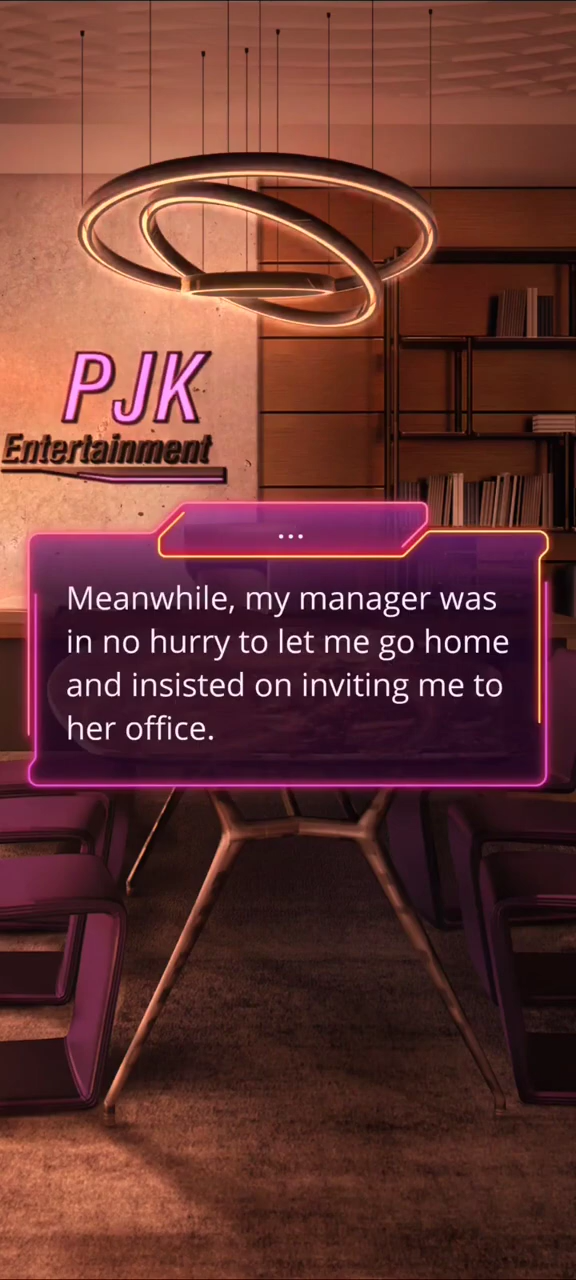 PJK
Entertainment
...
Meanwhile, my manager was
in no hurry to let me go home
and insisted on inviting me to
her office.